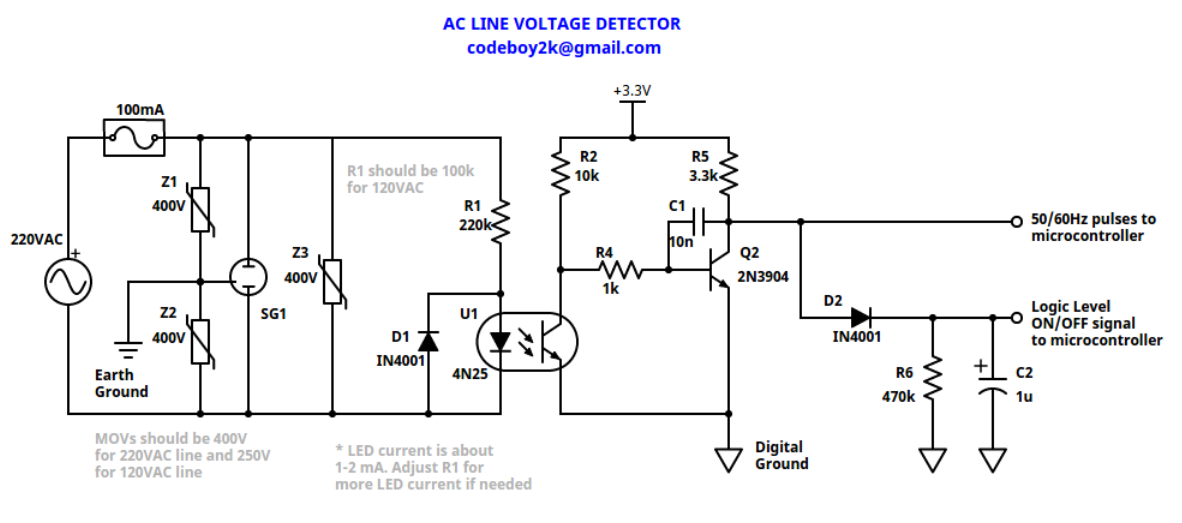 AC LINE VOLTAGE DETECTOR
codeboy2k@gmail.com
100mA
+3.3V
R2
10k
R5
3.3k
Z1
400V
R1 should be 100k
for 120VAC
R1
220k
C1
10n
50/60Hz pulses to
microcontroller
220VAC
+
Z3
400V
R4
1k
Q2
2N3904
Z2
400V
SG1
U1
D1
IN4001
4N25
D2
IN4001
Logic Level
ON/OFF signal
to microcontroller
Earth
Ground
R6
470k
+
C2
1u
MOVs should be 400V
for 220VAC line and 250V
for 120VAC line
* LED current is about
1-2 mA. Adjust R1 for
more LED current if needed
Digital
Ground